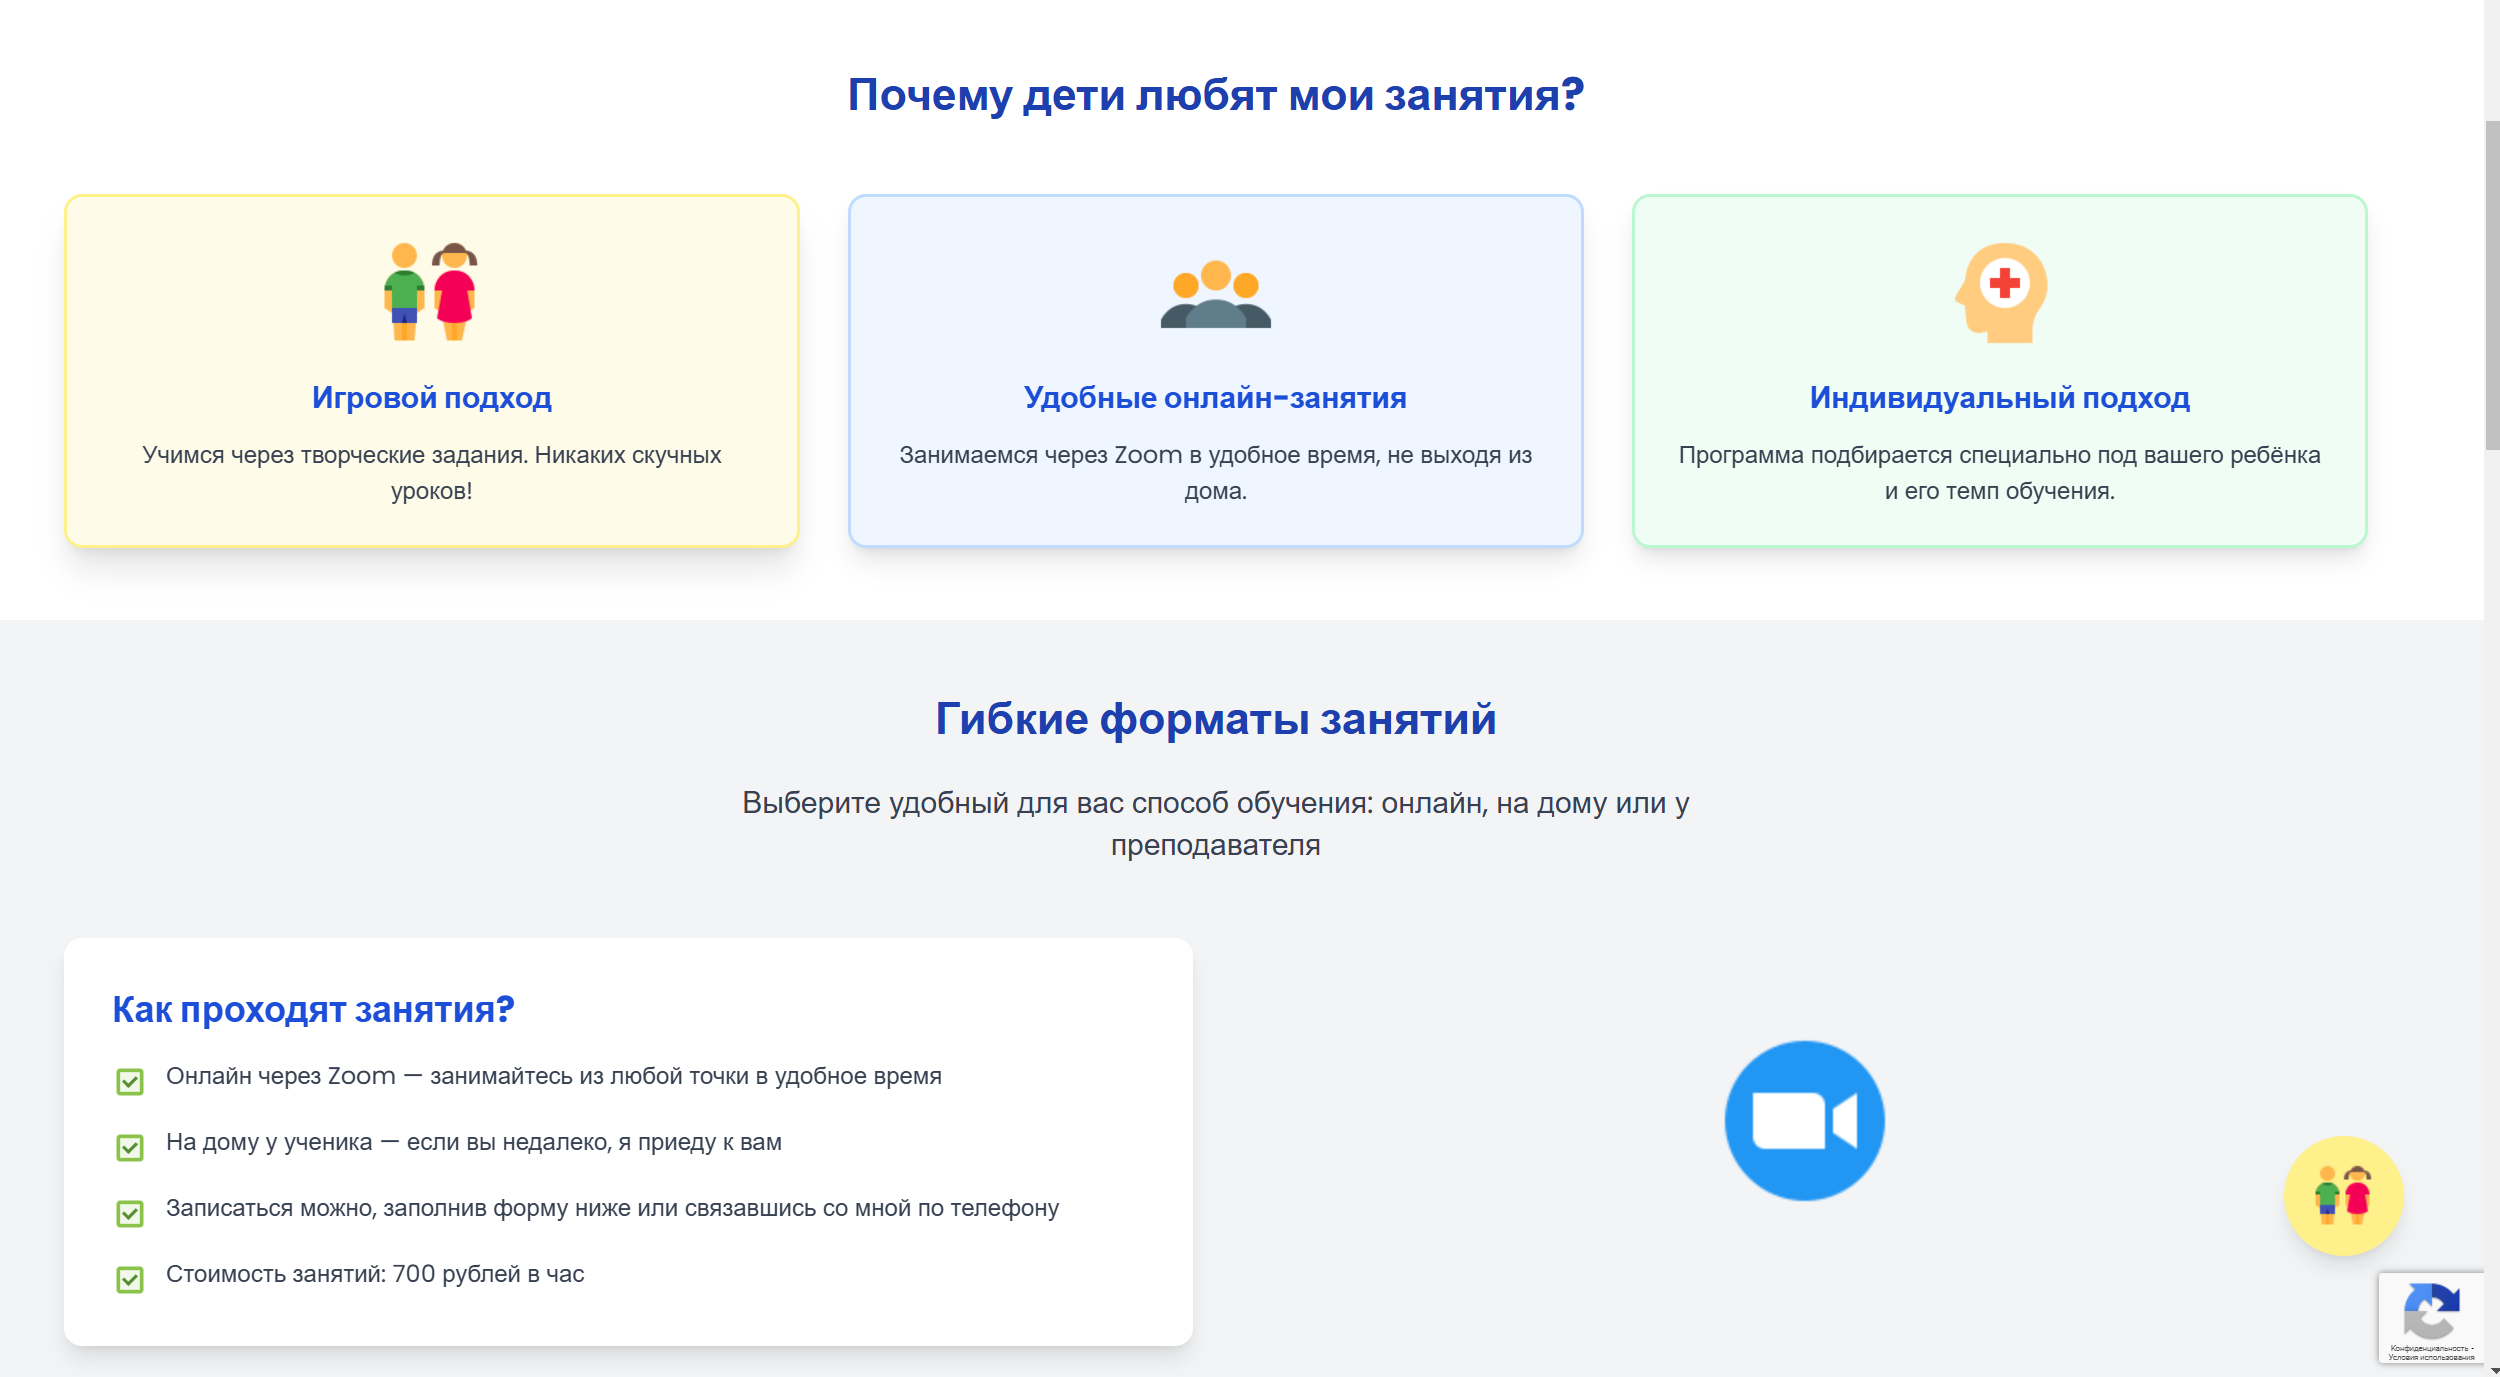 Почему дети любят мои занятия?
Игровой подход
Учимся через творческие задания. Никаких скучных
уроков!
Удобные онлайн-занятия
Занимаемся через Zoom в удобное время, не выходя из
дома.
Индивидуальный подход
Программа подбирается специально под вашего ребёнка
и его темп обучения.
Гибкие форматы занятий
Выберите удобный для вас способ обучения: онлайн, на дому или у
преподавателя
Как проходят занятия?
Онлайн через Zoom — занимайтесь из любой точки в удобное время
На дому у ученика — если вы недалеко, я приеду к вам
Записаться можно, заполнив форму ниже или связавшись со мной по телефону
Стоимость занятий: 700 рублей в час
Конфиденциальность -
Условия использования